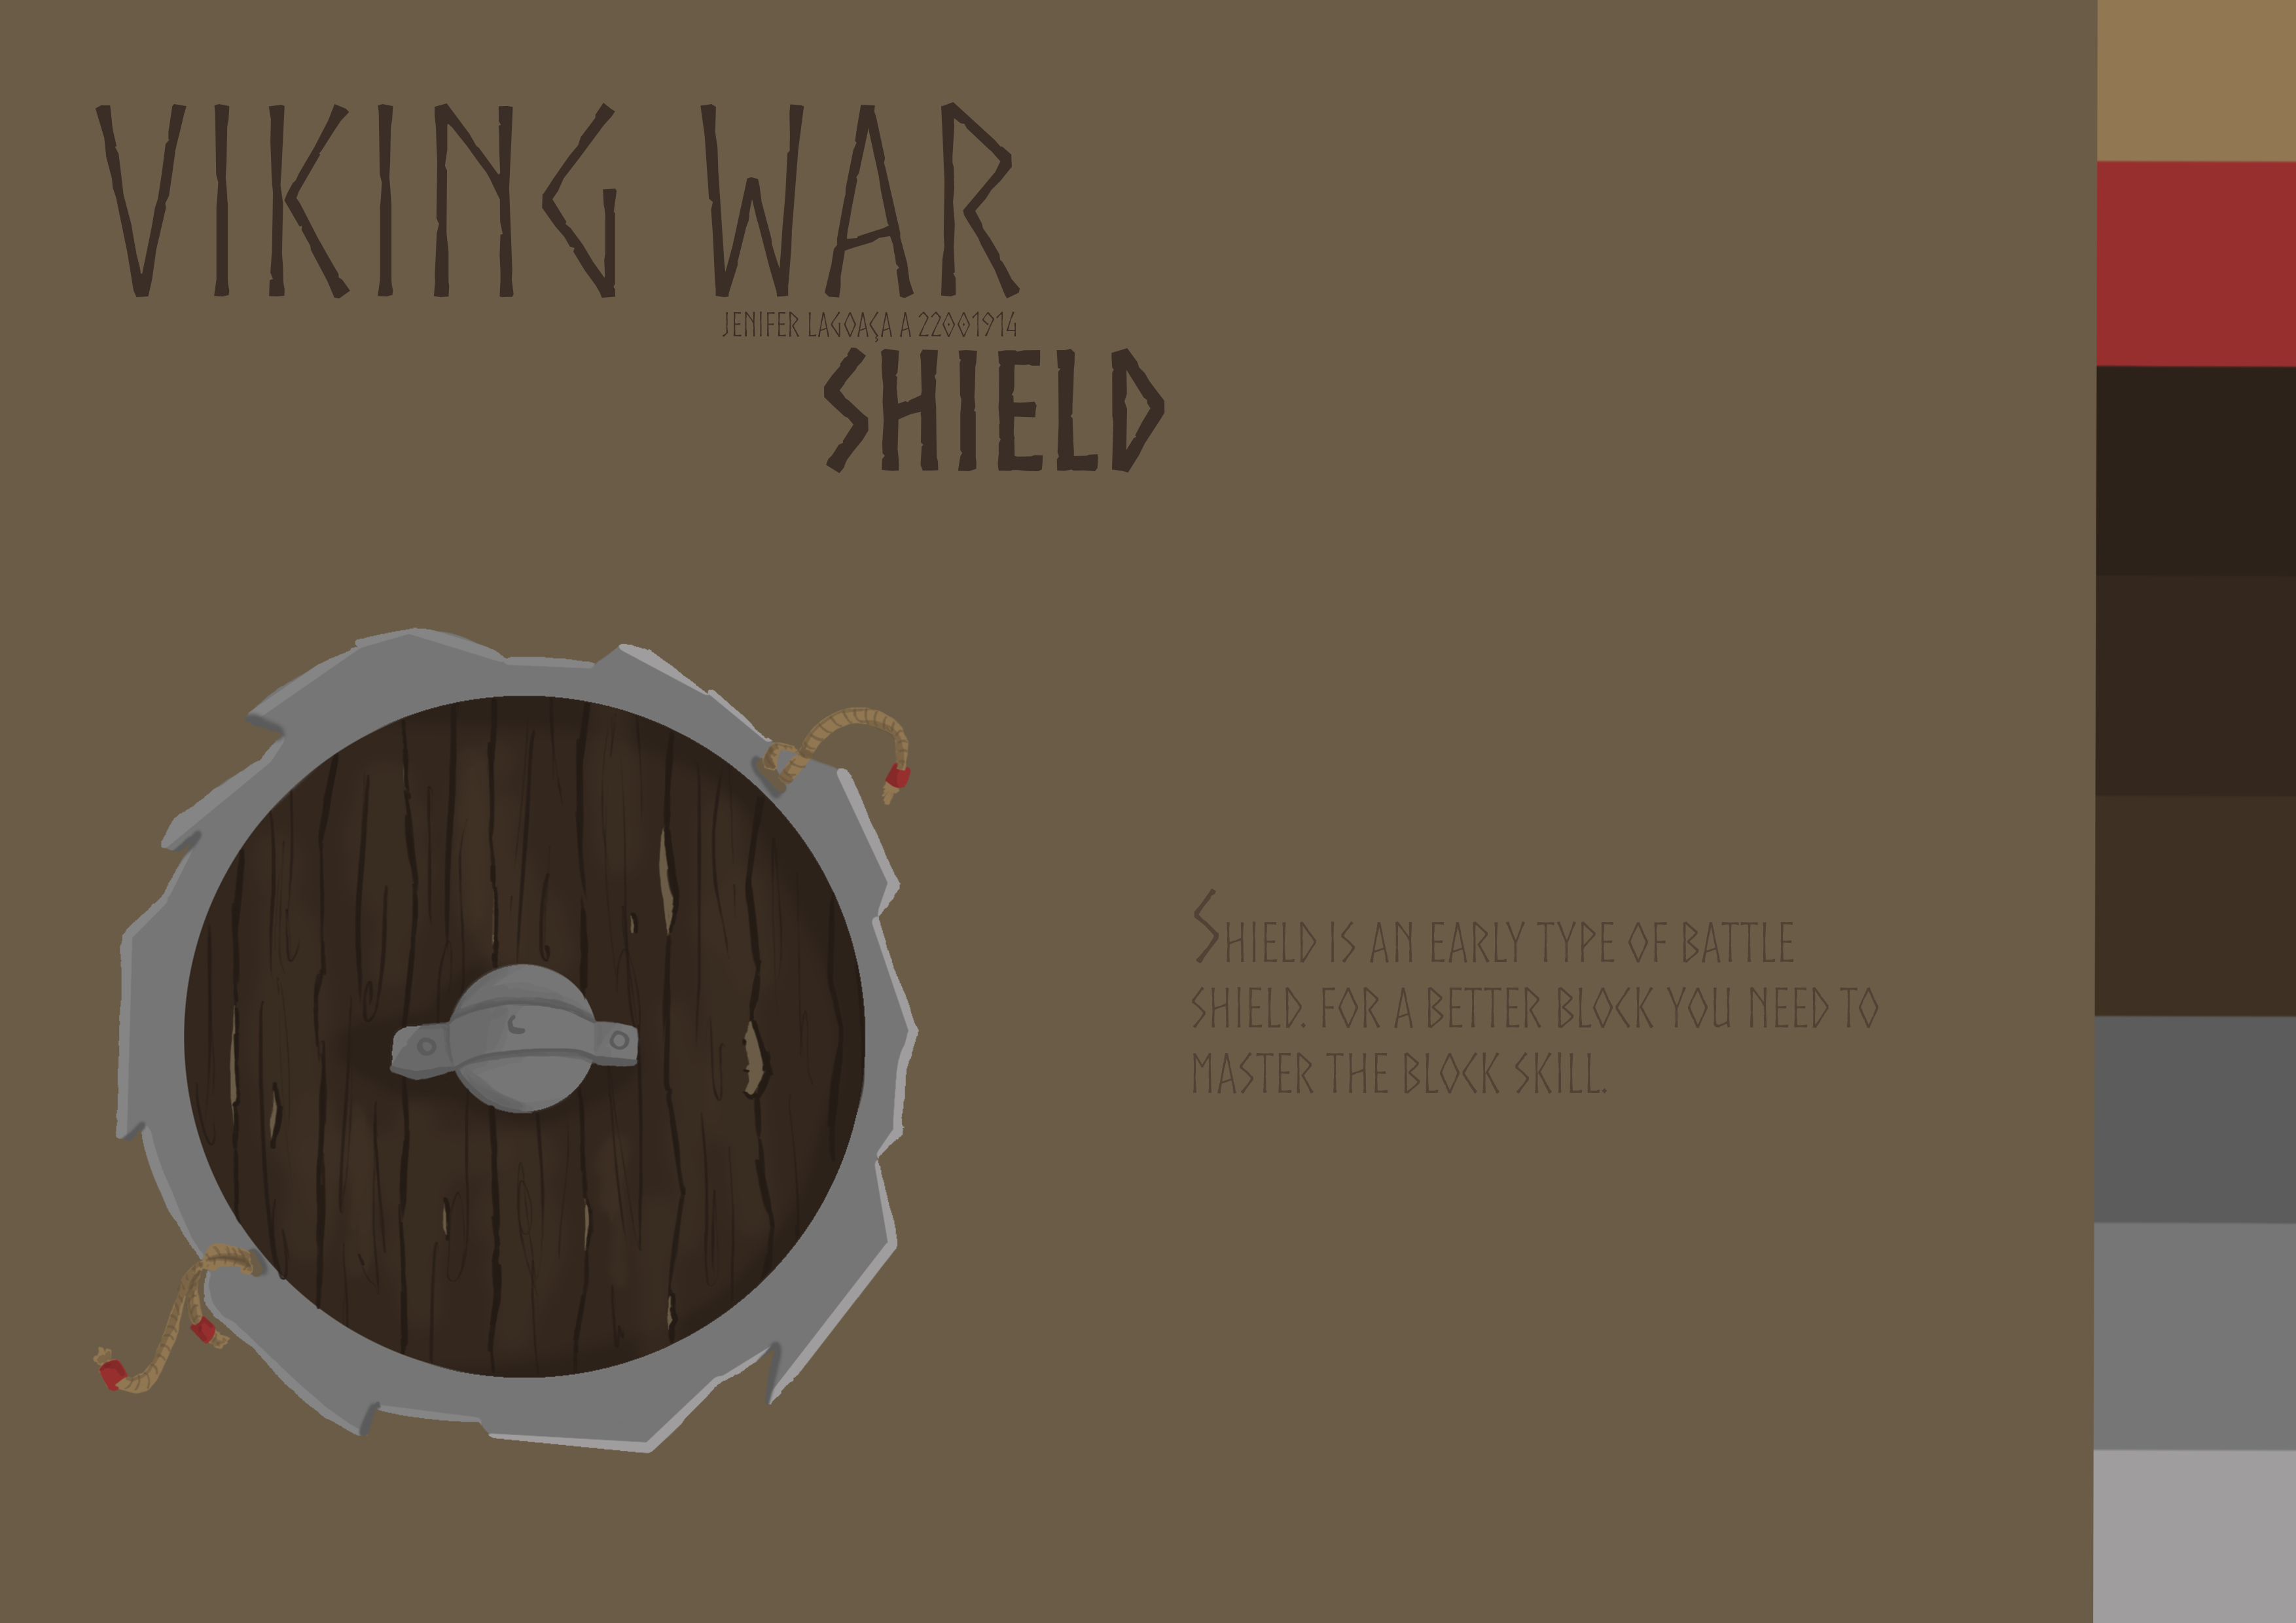 VIKING WAR
JENIFER LAGOAÇA A 22001914
SHIELD
SHIELD IS AN EARLY TYPE OF BATTLE
SHIELD. FOR A BETTER BLOCK YOU NEED TO
MASTER THE BLOCK SKILL.